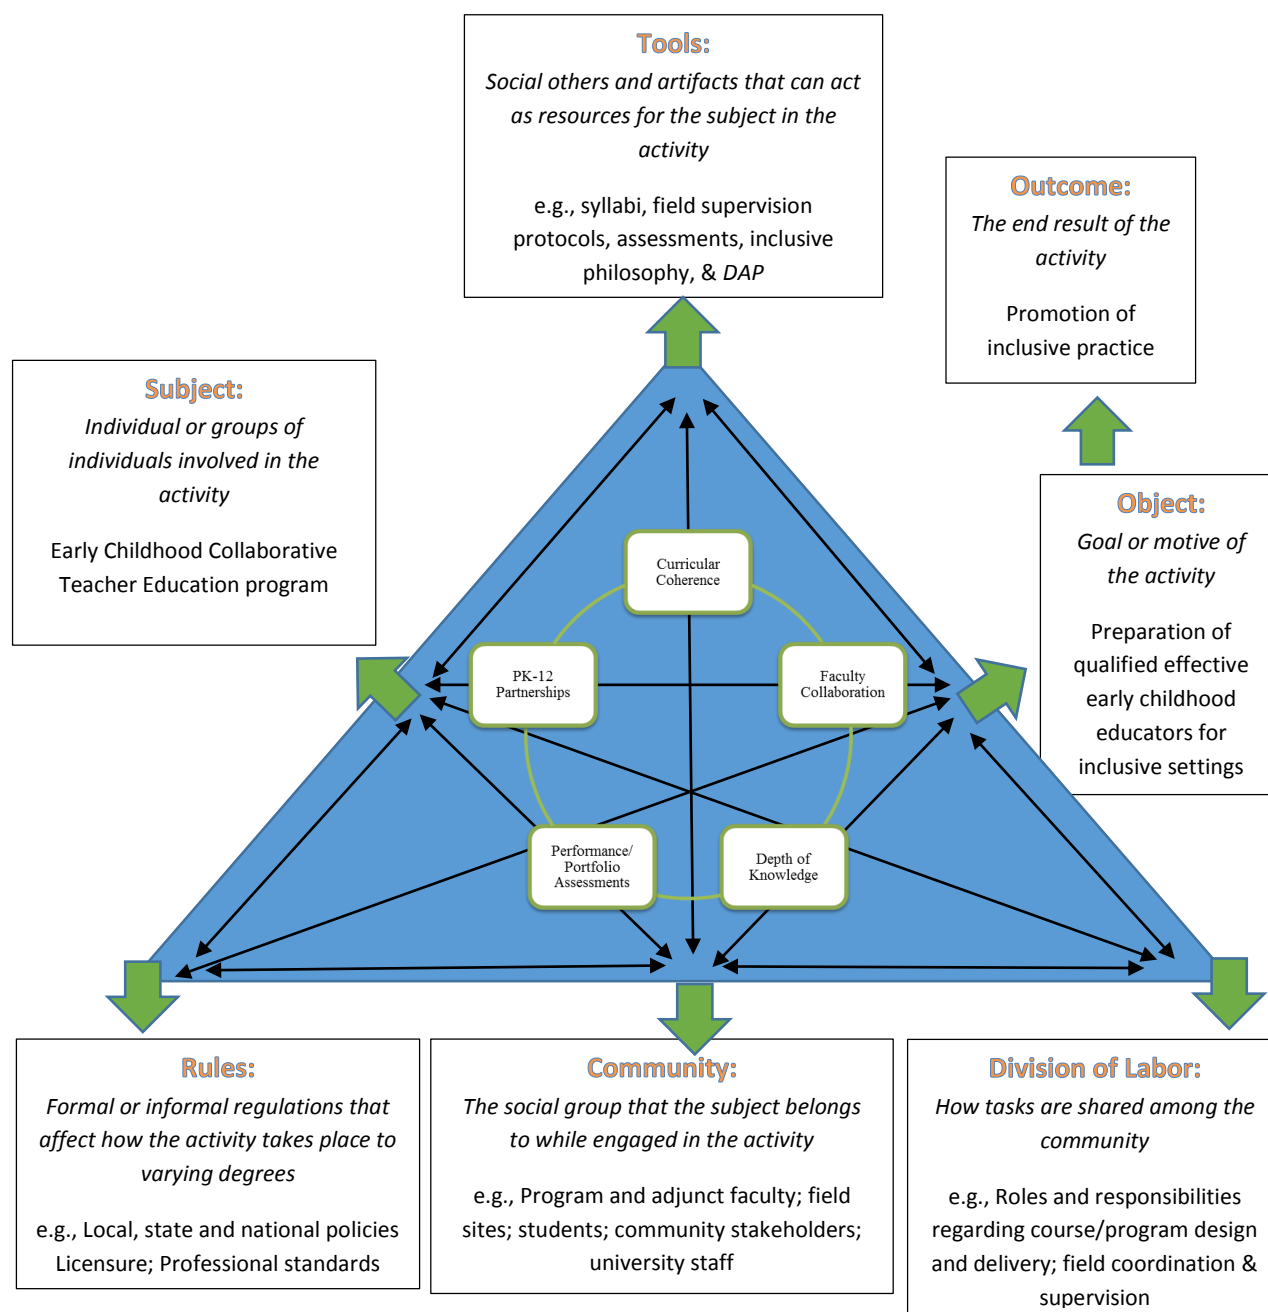 Tools:
Social others and artifacts that can act
as resources for the subject in the
activity
e.g., syllabi, field supervision
protocols, assessments, inclusive
philosophy, & DAP
Outcome:
The end result of the
activity
Promotion of
inclusive practice
Subject:
Individual or groups of
individuals involved in the
activity
Early Childhood Collaborative
Teacher Education program
Object:
Goal or motive of
the activity
Preparation of
qualified effective
early childhood
educators for
inclusive settings
Curricular
Coherence
PK-12
Partnerships
Faculty
Collaboration
Performance/
Portfolio
Assessments
Depth of
Knowledge
Rules:
Formal or informal regulations that
affect how the activity takes place to
varying degrees
e.g., Local, state and national policies
Licensure; Professional standards
Community:
The social group that the subject belongs
to while engaged in the activity
e.g., Program and adjunct faculty; field
sites; students; community stakeholders;
university staff
Division of Labor:
How tasks are shared among the
community
e.g., Roles and responsibilities
regarding course/program design
and delivery; field coordination &
supervision